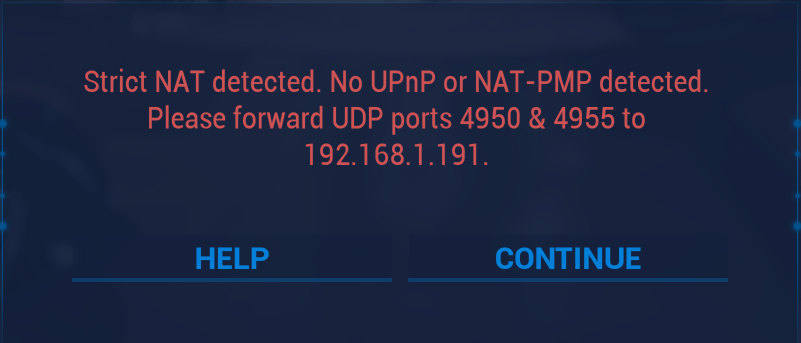 Strict NAT detected. No UPnP or NAT-PMP detected.
Please forward UDP ports 4950 & 4955 to
192.168.1.191.
HELP
CONTINUE